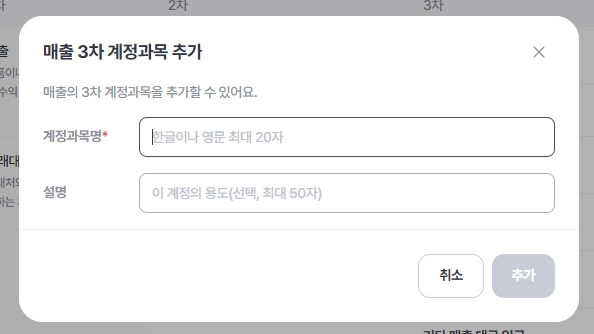 2차
3차
매출 3차 계정과목 추가
매출의 3차 계정과목을 추가할 수 있어요.
계정과목명*
한글이나 영문 최대 20자
설명
이 계정의 용도(선택, 최대 50자)
취소
추가